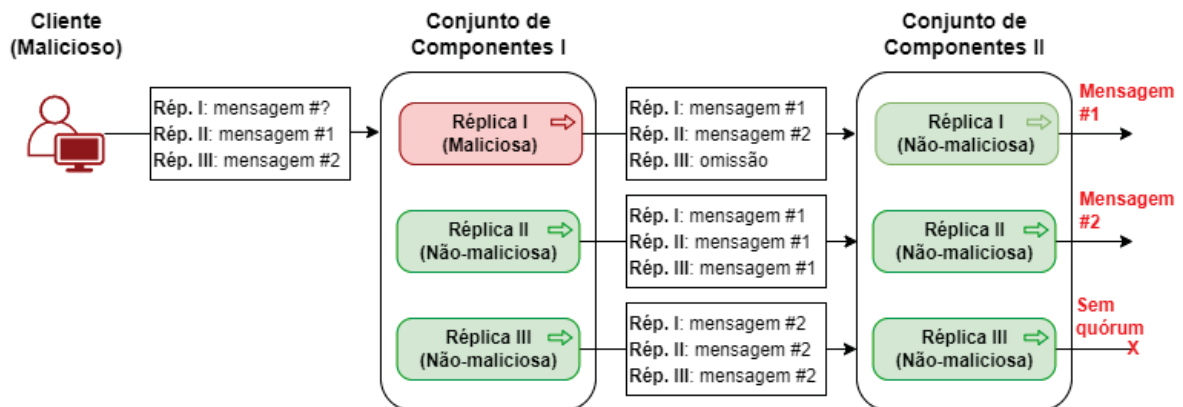 Cliente
(Malicioso)
Conjunto de
Componentes I
Conjunto de
Componentes II
Rép. I: mensagem #?
Rép. II: mensagem #1
Rép. III: mensagem #2
Réplica I
(Maliciosa)
Rép. I: mensagem #1
Rép. II: mensagem #2
Rép. III: omissão
Réplica I
(Não-maliciosa)
Mensagem
#1
Réplica II
(Não-maliciosa)
Rép. I: mensagem #1
Rép. II: mensagem #1
Rép. III: mensagem #1
Réplica II
(Não-maliciosa)
Mensagem
#2
Réplica III
(Não-maliciosa)
Rép. I: mensagem #2
Rép. II: mensagem #2
Rép. III: mensagem #2
Réplica III
(Não-maliciosa)
Sem
quórum
X